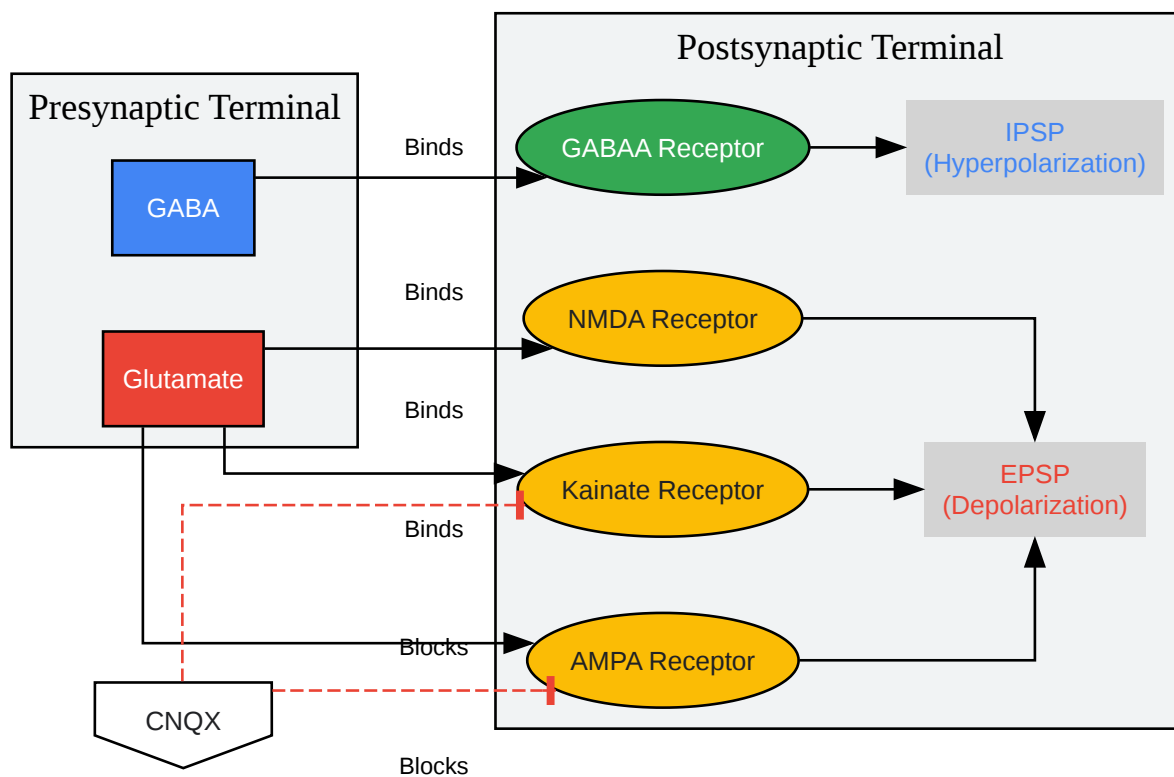 Postsynaptic Terminal
Presynaptic Terminal
Binds
GABAA Receptor
IPSP
(Hyperpolarization)
GABA
Binds
NMDA Receptor
Glutamate
Binds
Kainate Receptor
EPSP
(Depolarization)
Binds
Blocks
AMPA Receptor
CNQX
Blocks